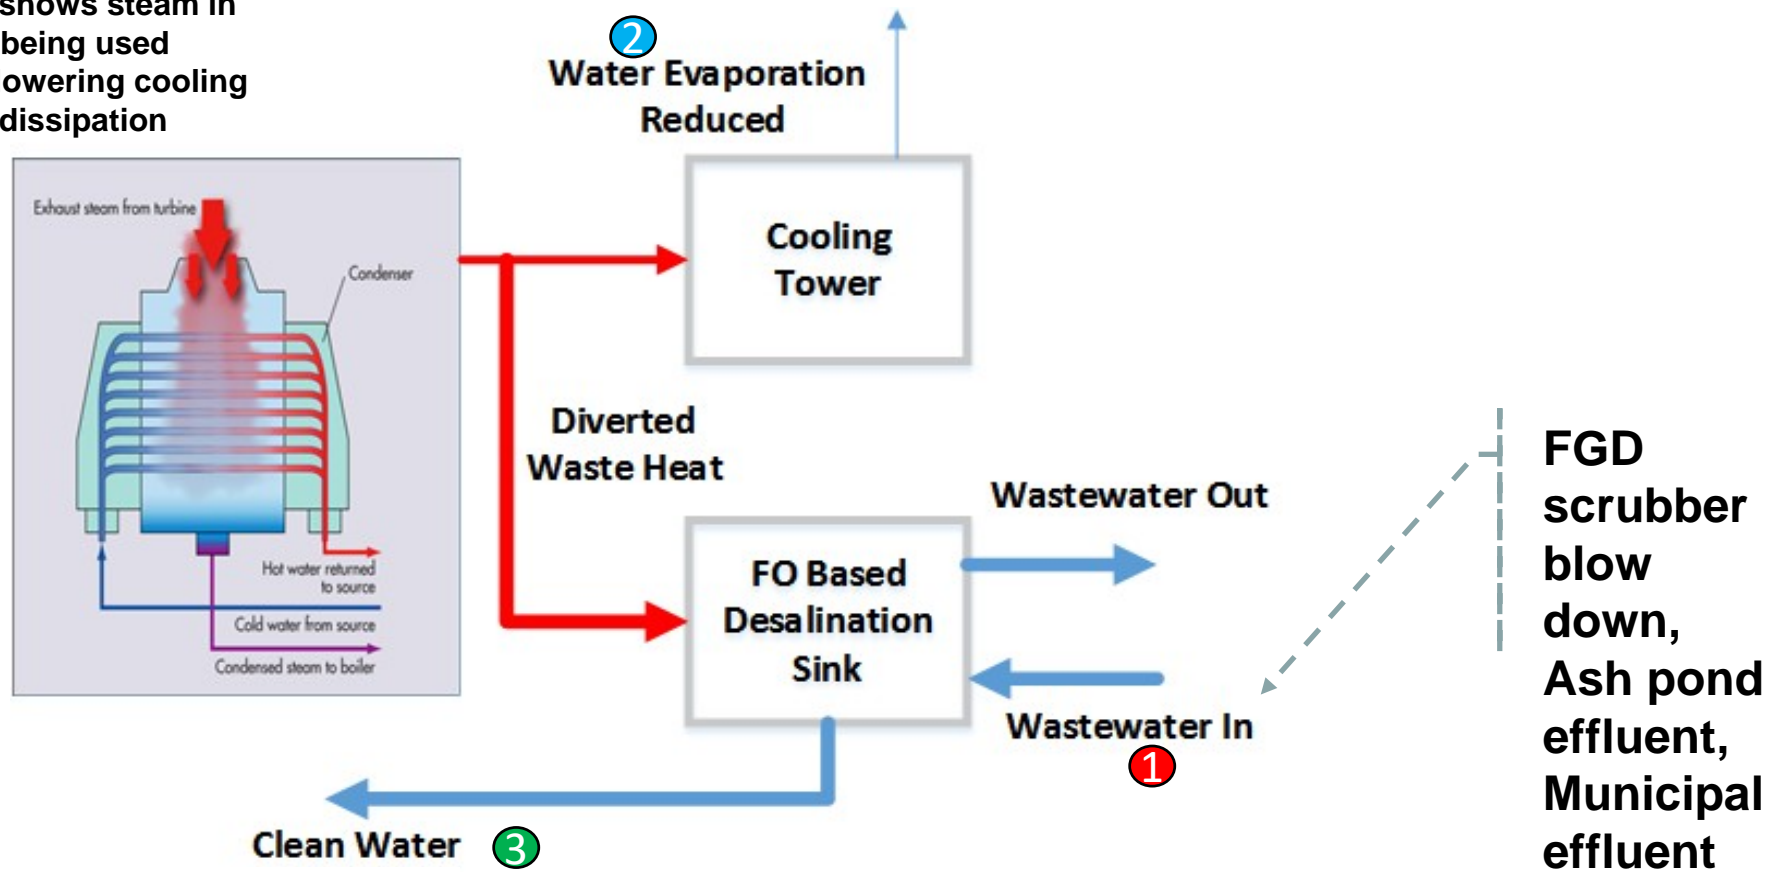 shows steam in
being used
lowering cooling
dissipation
2
Water Evaporation
Reduced
Exhaust steam from turbine
Condenser
Cooling
Tower
Diverted
Waste Heat
Hot water returned
to source
Cold water from source
Condensed steam to boiler
FO Based
Desalination
Sink
Wastewater Out
Wastewater In
1
Clean Water
3
FGD
scrubber
blow
down,
Ash pond
effluent,
Municipal
effluent